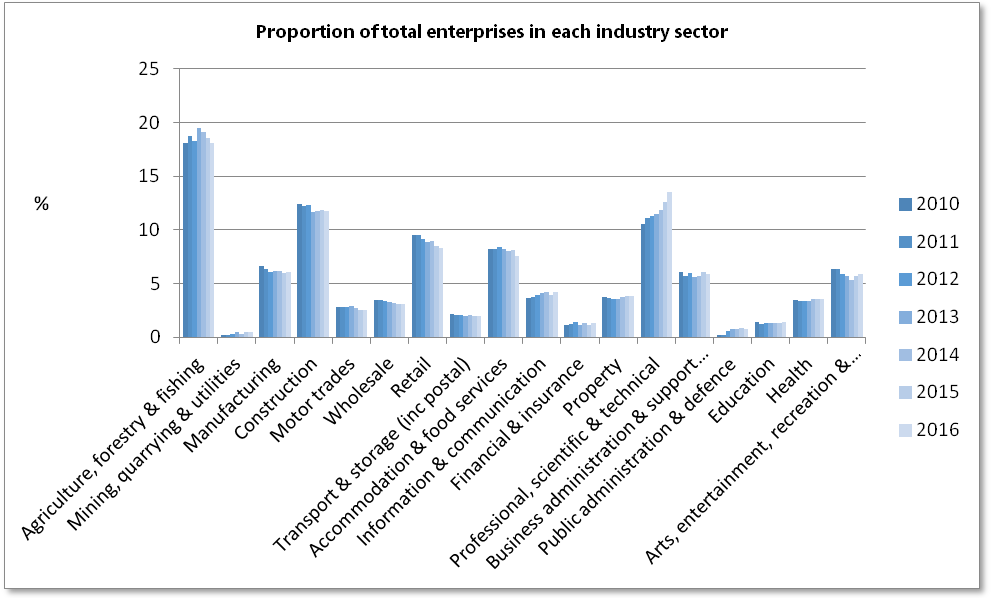 Proportion of total enterprises in each industry sector
25
20
15
10
5
0
%
Agriculture, forestry & fishing
Mining, quarrying & utilities
Manufacturing
Construction
Motor trades
Wholesale
Retail
Transport & storage (inc postal)
Accommodation & food services
Information & communication
Financial & insurance
Property
Professional, scientific & technical
Business administration & support...
Public administration & defence
Education
Health
Arts, entertainment, recreation &...
2010
2011
2012
2013
2014
2015
2016